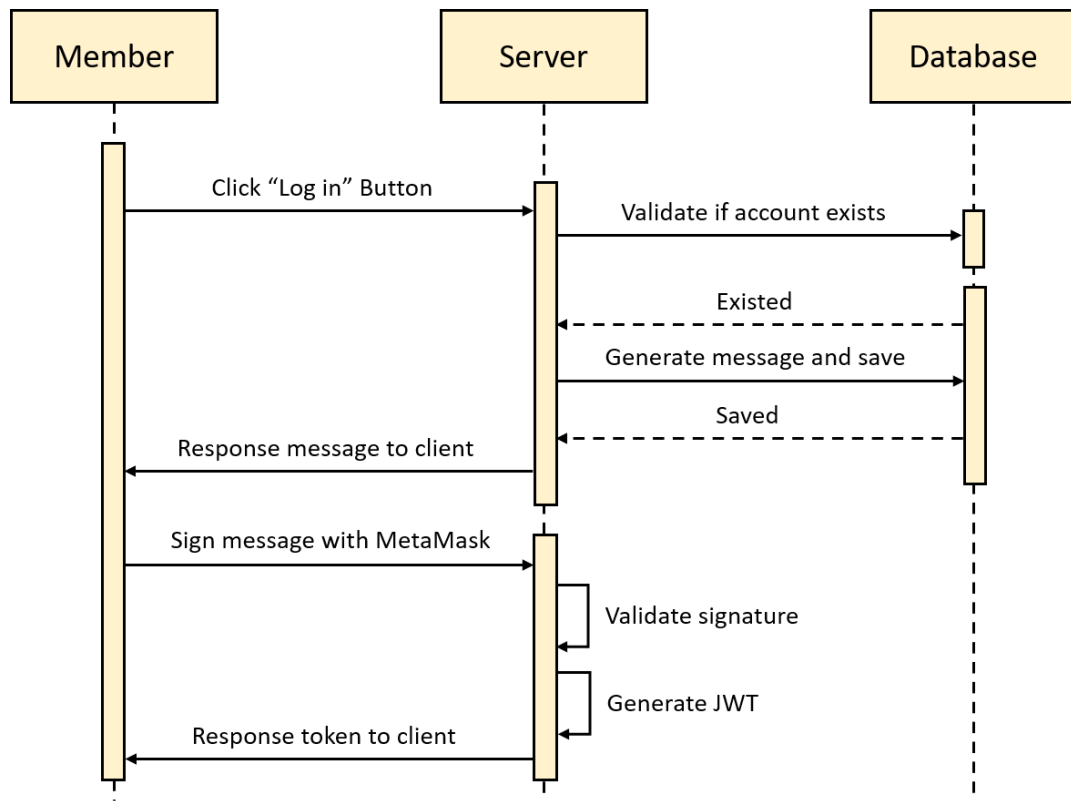 Member
Server
Database
Click “Log in” Button
Validate if account exists
Existed
Generate message and save
Saved
Response message to client
Sign message with MetaMask
Validate signature
Generate JWT
Response token to client